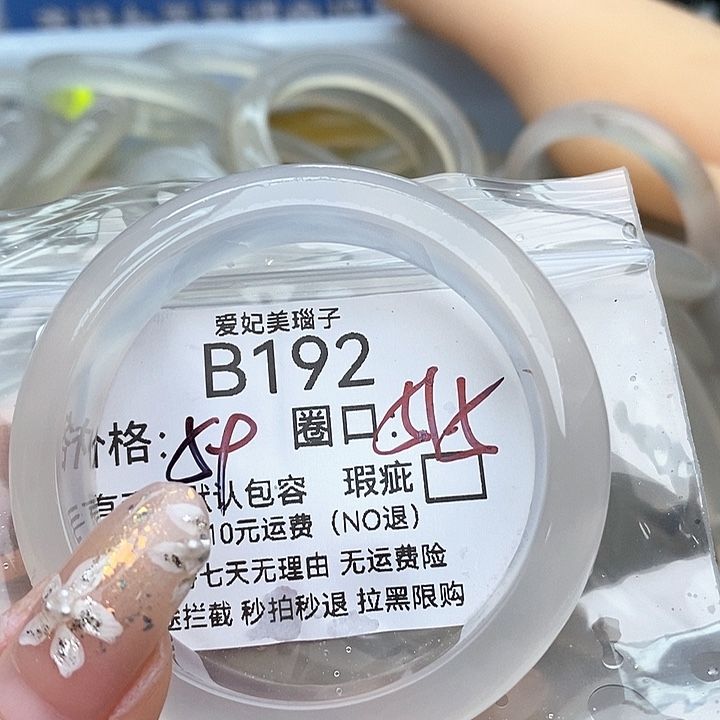 爱妃美瑙子
B192
价格: 圈口:
默认包容 瑕疵
10元运费（NO退）
七天无理由 无运费险
拦截 秒拍秒退 拉黑限购